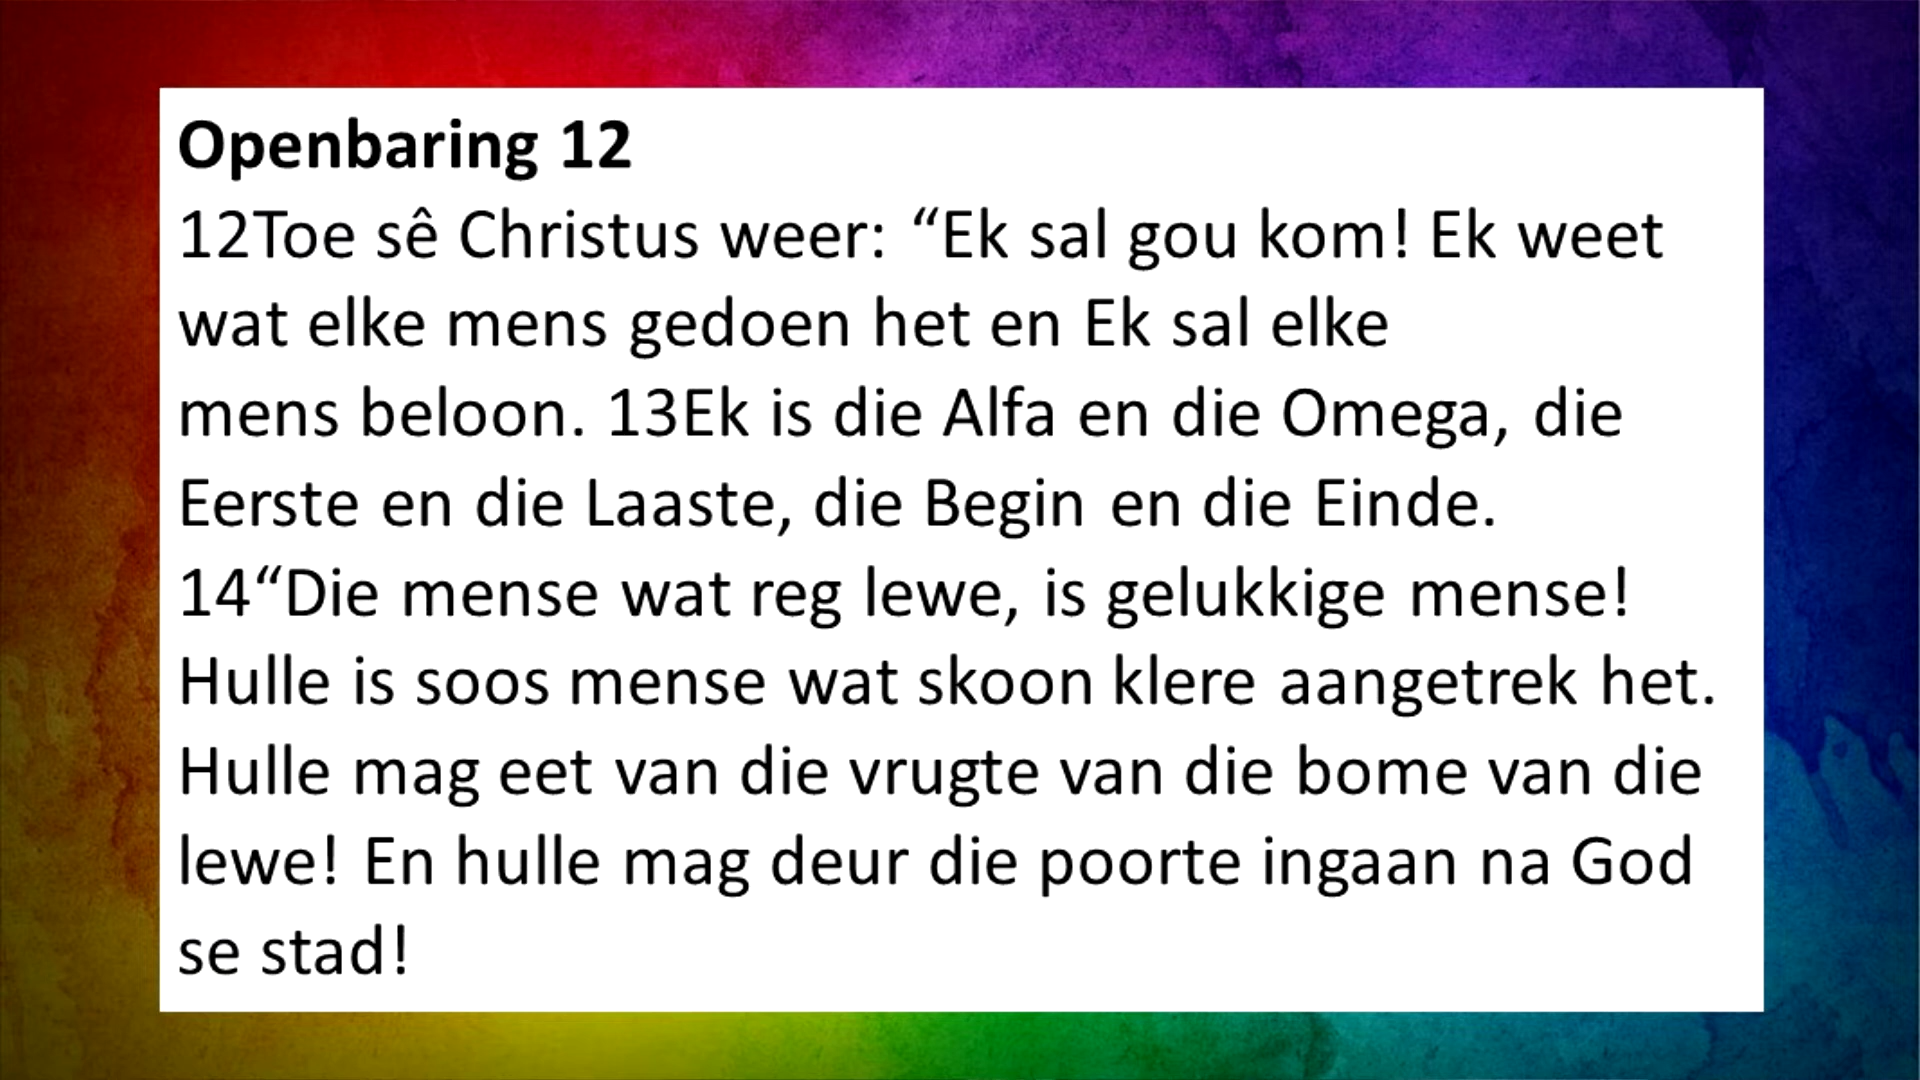 Openbaring 12
12Toe sê Christus weer: “Ek sal gou kom! Ek weet
wat elke mens gedoen het en Ek sal elke
mens beloon. 13Ek is die Alfa en die Omega, die
Eerste en die Laaste, die Begin en die Einde.
14“Die mense wat reg lewe, is gelukkige mense!
Hulle is soos mense wat skoon klere aangetrek het.
Hulle mag eet van die vrugte van die bome van die
lewe! En hulle mag deur die poorte ingaan na God
se stad!